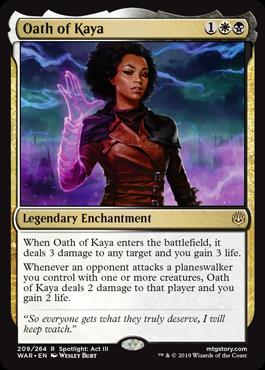 Oath of Kaya 1
Legendary Enchantment
When Oath of Kaya enters the battlefield, it
deals 3 damage to any target and you gain 3 life.
Whenever an opponent attacks a planeswalker
you control with one or more creatures, Oath
of Kaya deals 2 damage to that player and you
gain 2 life.
“So everyone gets what they truly deserve, I will
keep watch.”
209/264 R Spotlight: Act III mtgstory.com
WAR • EN Wesley Burt ™ & © 2019 Wizards of the Coast